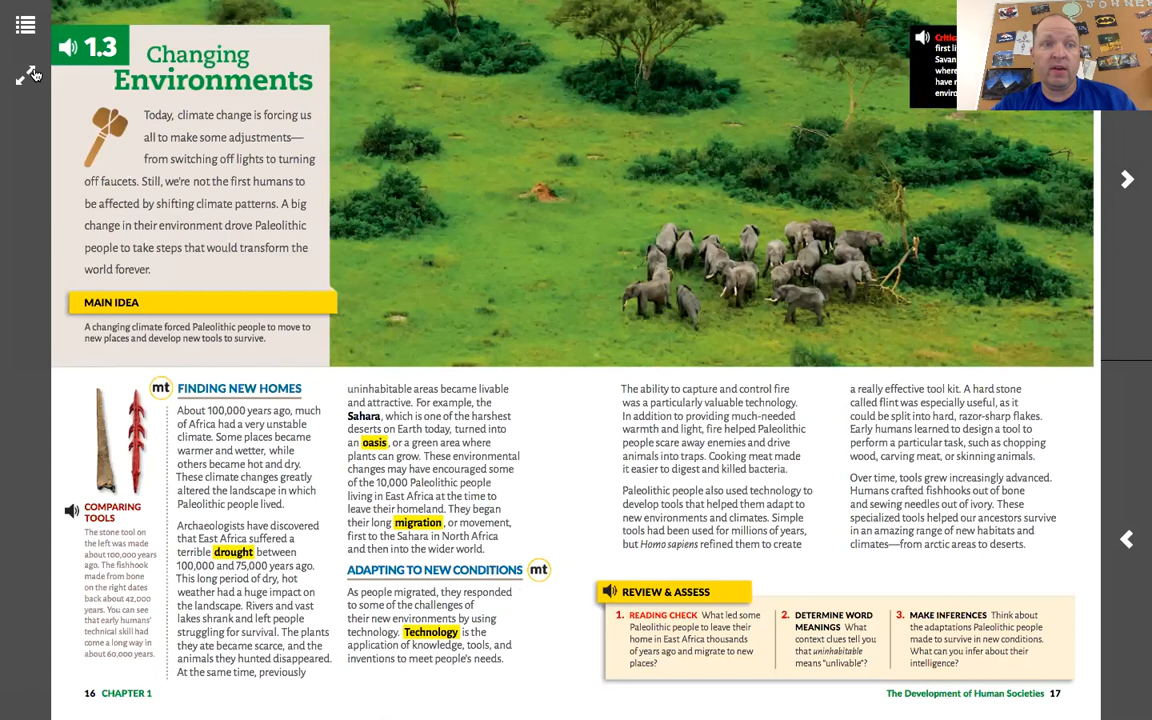 1.3
Changing
Environments
Today, climate change is forcing us
all to make some adjustments—
from switching off lights to turning
off faucets. Still, we're not the first humans to
be affected by shifting climate patterns. A big
change in their environment drove Paleolithic
people to take steps that would transform the
world forever.
MAIN IDEA
A changing climate forced Paleolithic people to move to
new places and develop new tools to survive.
first li
Savan
where
have
enviro
COMPARING
TOOLS
The stone tool on
the left was made
about 100,000 years
ago. The fishhook
made from bone
on the right dates
back about 42,000
years. You can see
that early humans'
technical skill had
come a long way in
about 60,000 years.
mt FINDING NEW HOMES
About 100,000 years ago, much
of Africa had a very unstable
climate. Some places became
warmer and wetter, while
others became hot and dry.
These climate changes greatly
altered the landscape in which
Paleolithic people lived.
Archaeologists have discovered
that East Africa suffered a
terrible drought between
100,000 and 75,000 years ago.
This long period of dry, hot
weather had a huge impact on
the landscape. Rivers and vast
lakes shrank and left people
struggling for survival. The plants
they ate became scarce, and the
animals they hunted disappeared.
At the same time, previously
uninhabitable areas became livable
and attractive. For example, the
Sahara, which is one of the harshest
deserts on Earth today, turned into
an oasis, or a green area where
plants can grow. These environmental
changes may have encouraged some
of the 10,000 Paleolithic people
living in East Africa at the time to
leave their homeland. They began
their long migration, or movement,
first to the Sahara in North Africa
and then into the wider world.
ADAPTING TO NEW CONDITIONS mt
As people migrated, they responded
to some of the challenges of
their new environments by using
technology. Technology is the
application of knowledge, tools, and
inventions to meet people's needs.
The ability to capture and control fire
was a particularly valuable technology.
In addition to providing much-needed
warmth and light, fire helped Paleolithic
people scare away enemies and drive
animals into traps. Cooking meat made
it easier to digest and killed bacteria.
Paleolithic people also used technology to
develop tools that helped them adapt to
new environments and climates. Simple
tools had been used for millions of years,
but Homo sapiens refined them to create
a really effective tool kit. A hard stone
called flint was especially useful, as it
could be split into hard, razor-sharp flakes.
Early humans learned to design a tool to
perform a particular task, such as chopping
wood, carving meat, or skinning animals.
Over time, tools grew increasingly advanced.
Humans crafted fishhooks out of bone
and sewing needles out of ivory. These
specialized tools helped our ancestors survive
in an amazing range of new habitats and
climates—from arctic areas to deserts.
REVIEW & ASSESS
1. READING CHECK What led some
Paleolithic people to leave their
home in East Africa thousands
of years ago and migrate to new
places?
2. DETERMINE WORD
MEANINGS What
context clues tell you
that uninhabitable
means "unlivable"?
3. MAKE INFERENCES Think about
the adaptations Paleolithic people
made to survive in new conditions.
What can you infer about their
intelligence?
16 CHAPTER 1
The Development of Human Societies 17